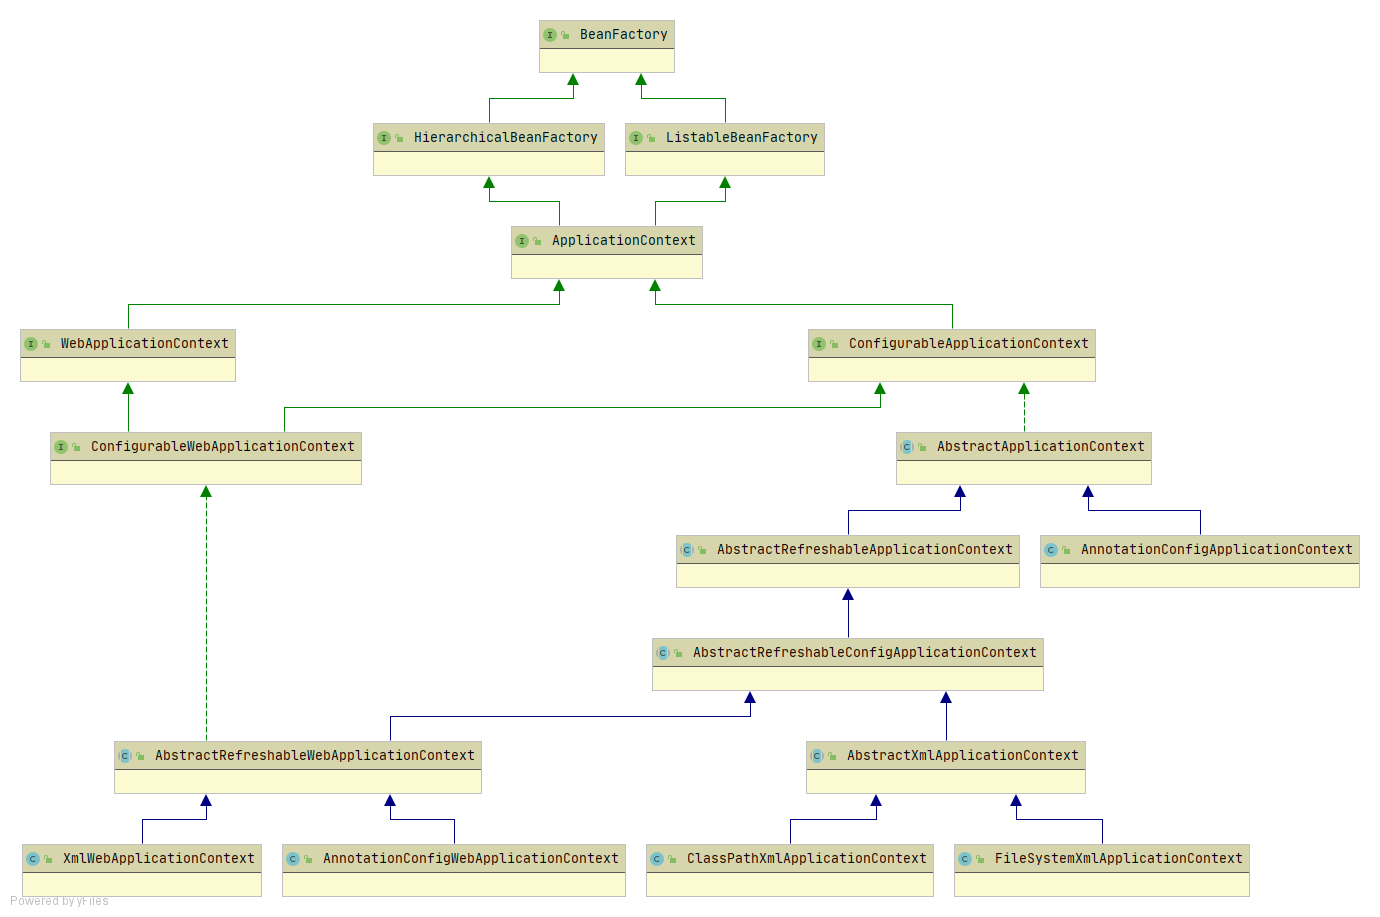 BeanFactory
HierarchicalBeanFactory
ListableBeanFactory
ApplicationContext
WebApplicationContext
ConfigurableApplicationContext
ConfigurableWebApplicationContext
AbstractApplicationContext
AbstractRefreshableApplicationContext
AnnotationConfigApplicationContext
AbstractRefreshableConfigApplicationContext
AbstractRefreshableWebApplicationContext
AbstractXmlApplicationContext
XmlWebApplicationContext
AnnotationConfigWebApplicationContext
ClassPathXmlApplicationContext
FileSystemXmlApplicationContext
Powered by yFiles